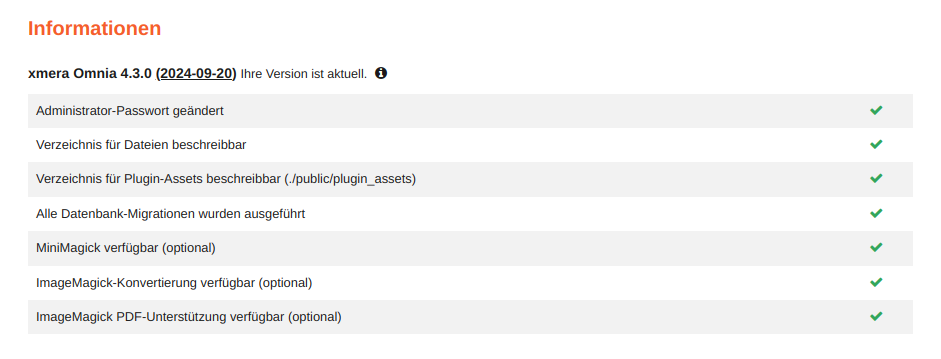 Informationen
xmera Omnia 4.3.0 (2024-09-20) Ihre Version ist aktuell.
Administrator-Passwort geändert
Verzeichnis für Dateien beschreibbar
Verzeichnis für Plugin-Assets beschreibbar (./public/plugin_assets)
Alle Datenbank-Migrationen wurden ausgeführt
MiniMagick verfügbar (optional)
ImageMagick-Konvertierung verfügbar (optional)
ImageMagick PDF-Unterstützung verfügbar (optional)